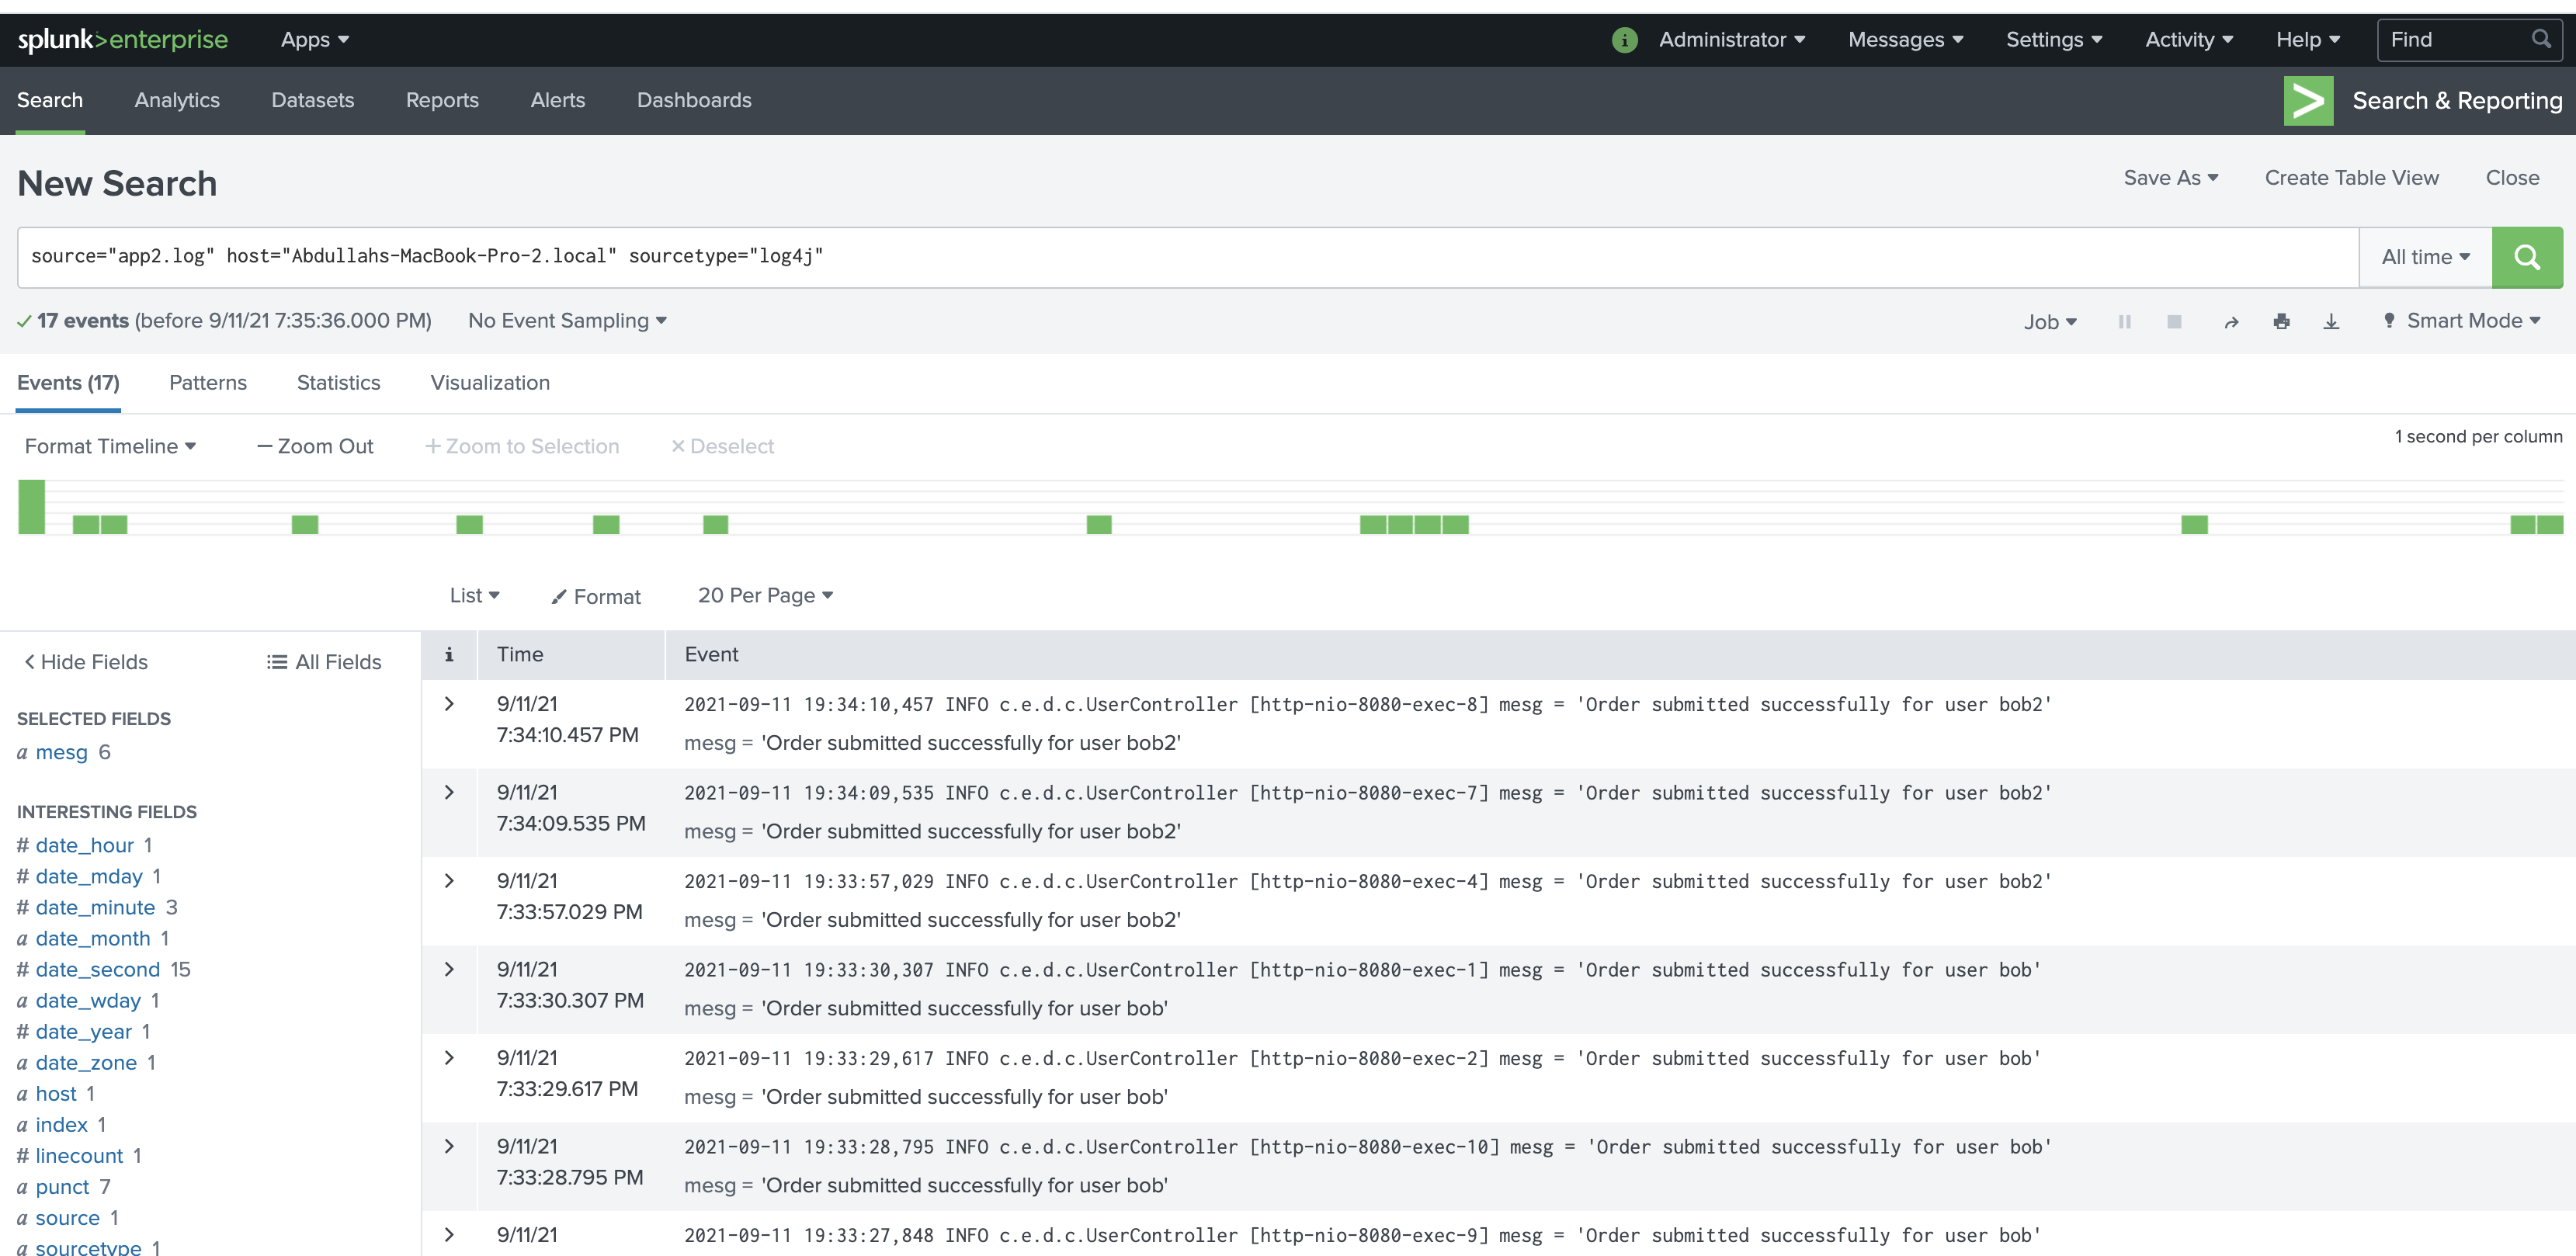 splunk>enterprise Apps Administrator Messages Settings Activity Help Find
Search Analytics Datasets Reports Alerts Dashboards Search & Reporting
New Search Save As Create Table View Close
source="app2.log" host="Abdullahs-MacBook-Pro-2.local" sourcetype="log4j" All time
17 events (before 9/11/21 7:35:36.000 PM) No Event Sampling Job Smart Mode
Events (17) Patterns Statistics Visualization
Format Timeline — Zoom Out + Zoom to Selection × Deselect 1 second per column
List Format 20 Per Page
Hide Fields All Fields
SELECTED FIELDS
a mesg 6
INTERESTING FIELDS
# date_hour 1
# date_mday 1
# date_minute 3
a date_month 1
# date_second 15
a date_wday 1
# date_year 1
a date_zone 1
a host 1
a index 1
# linecount 1
a punct 7
a source 1
a sourcetype 1
i Time Event
9/11/21 2021-09-11 19:34:10,457 INFO c.e.d.c.UserController [http-nio-8080-exec-8] mesg = 'Order submitted successfully for user bob2'
7:34:10.457 PM mesg = 'Order submitted successfully for user bob2'
9/11/21 2021-09-11 19:34:09,535 INFO c.e.d.c.UserController [http-nio-8080-exec-7] mesg = 'Order submitted successfully for user bob2'
7:34:09.535 PM mesg = 'Order submitted successfully for user bob2'
9/11/21 2021-09-11 19:33:57,029 INFO c.e.d.c.UserController [http-nio-8080-exec-4] mesg = 'Order submitted successfully for user bob2'
7:33:57.029 PM mesg = 'Order submitted successfully for user bob2'
9/11/21 2021-09-11 19:33:30,307 INFO c.e.d.c.UserController [http-nio-8080-exec-1] mesg = 'Order submitted successfully for user bob'
7:33:30.307 PM mesg = 'Order submitted successfully for user bob'
9/11/21 2021-09-11 19:33:29,617 INFO c.e.d.c.UserController [http-nio-8080-exec-2] mesg = 'Order submitted successfully for user bob'
7:33:29.617 PM mesg = 'Order submitted successfully for user bob'
9/11/21 2021-09-11 19:33:28,795 INFO c.e.d.c.UserController [http-nio-8080-exec-10] mesg = 'Order submitted successfully for user bob'
7:33:28.795 PM mesg = 'Order submitted successfully for user bob'
9/11/21 2021-09-11 19:33:27,848 INFO c.e.d.c.UserController [http-nio-8080-exec-9] mesg = 'Order submitted successfully for user bob'